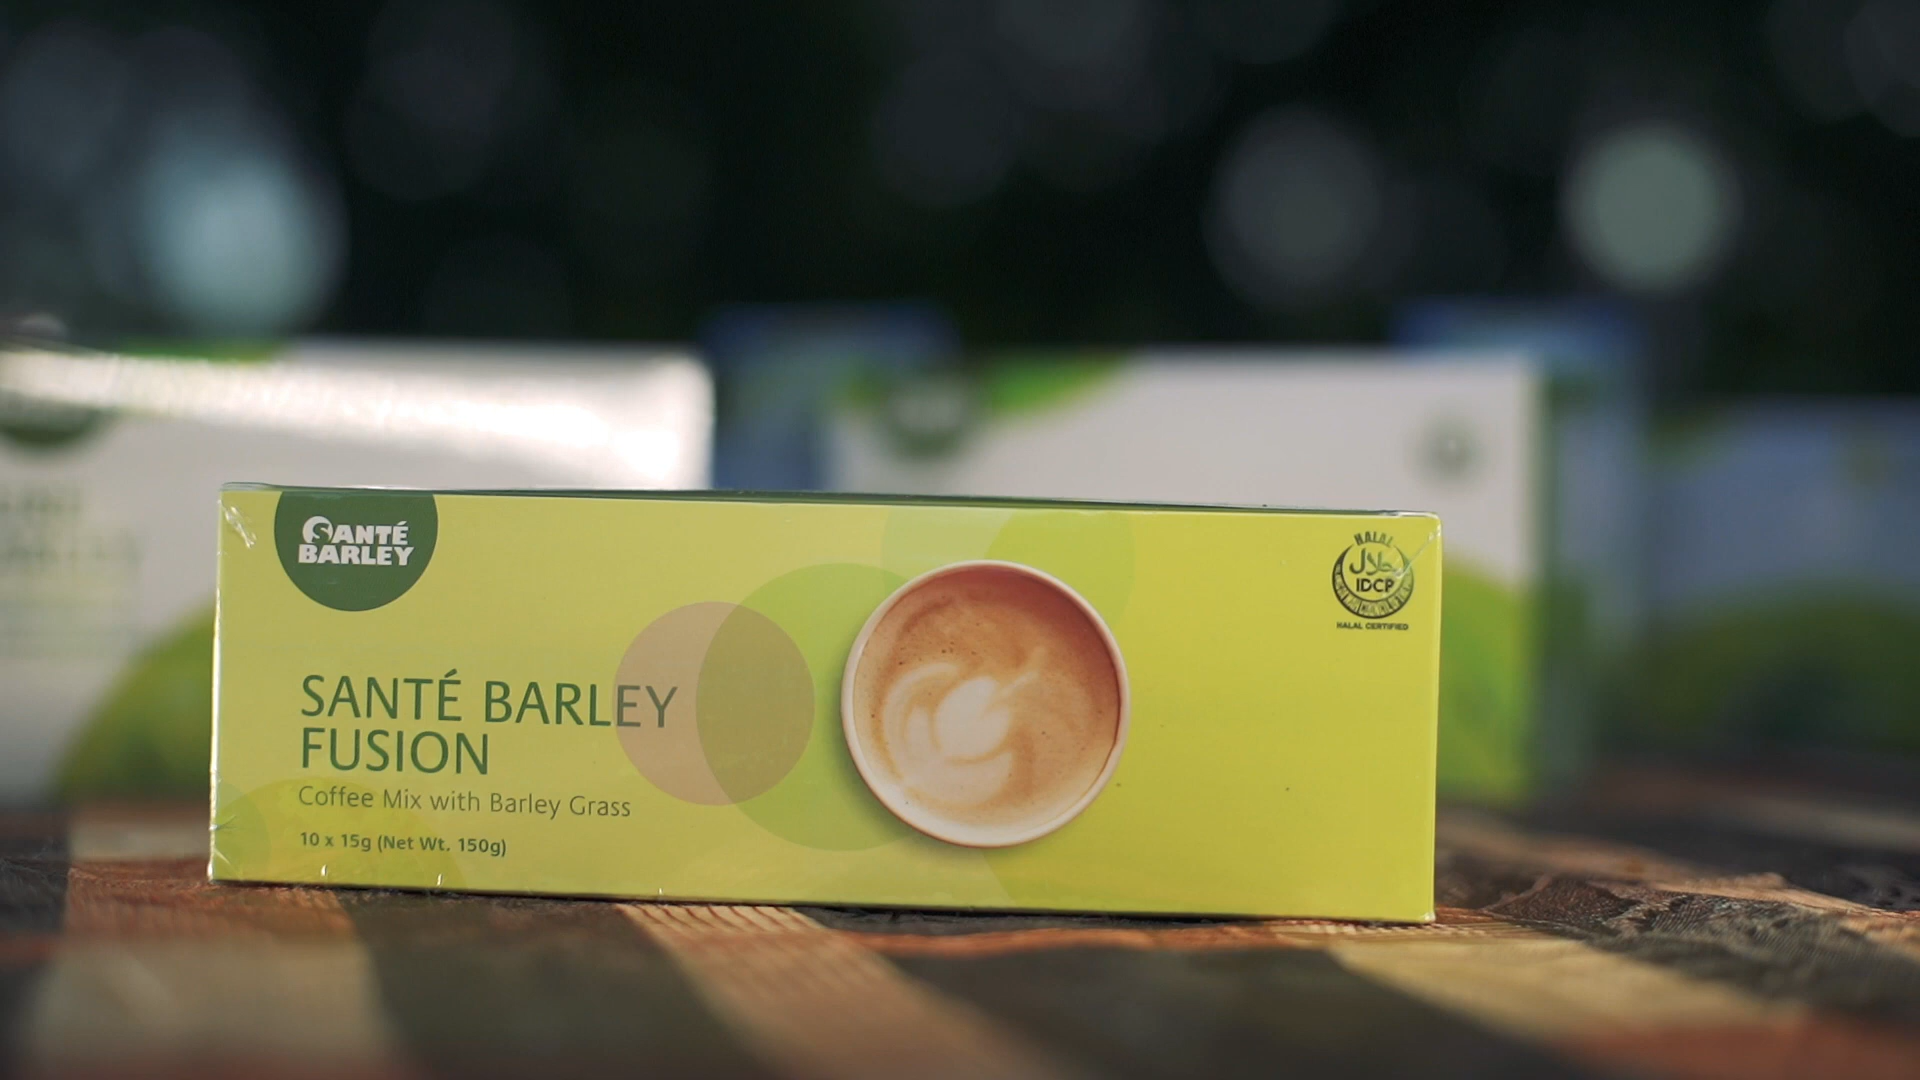 SANTÉ
BARLEY
SANTÉ BARLEY
FUSION
Coffee Mix with Barley Grass
10 x 15g (Net Wt. 150g)
HALAL
حلال
IDCP
HALAL CERTIFIED